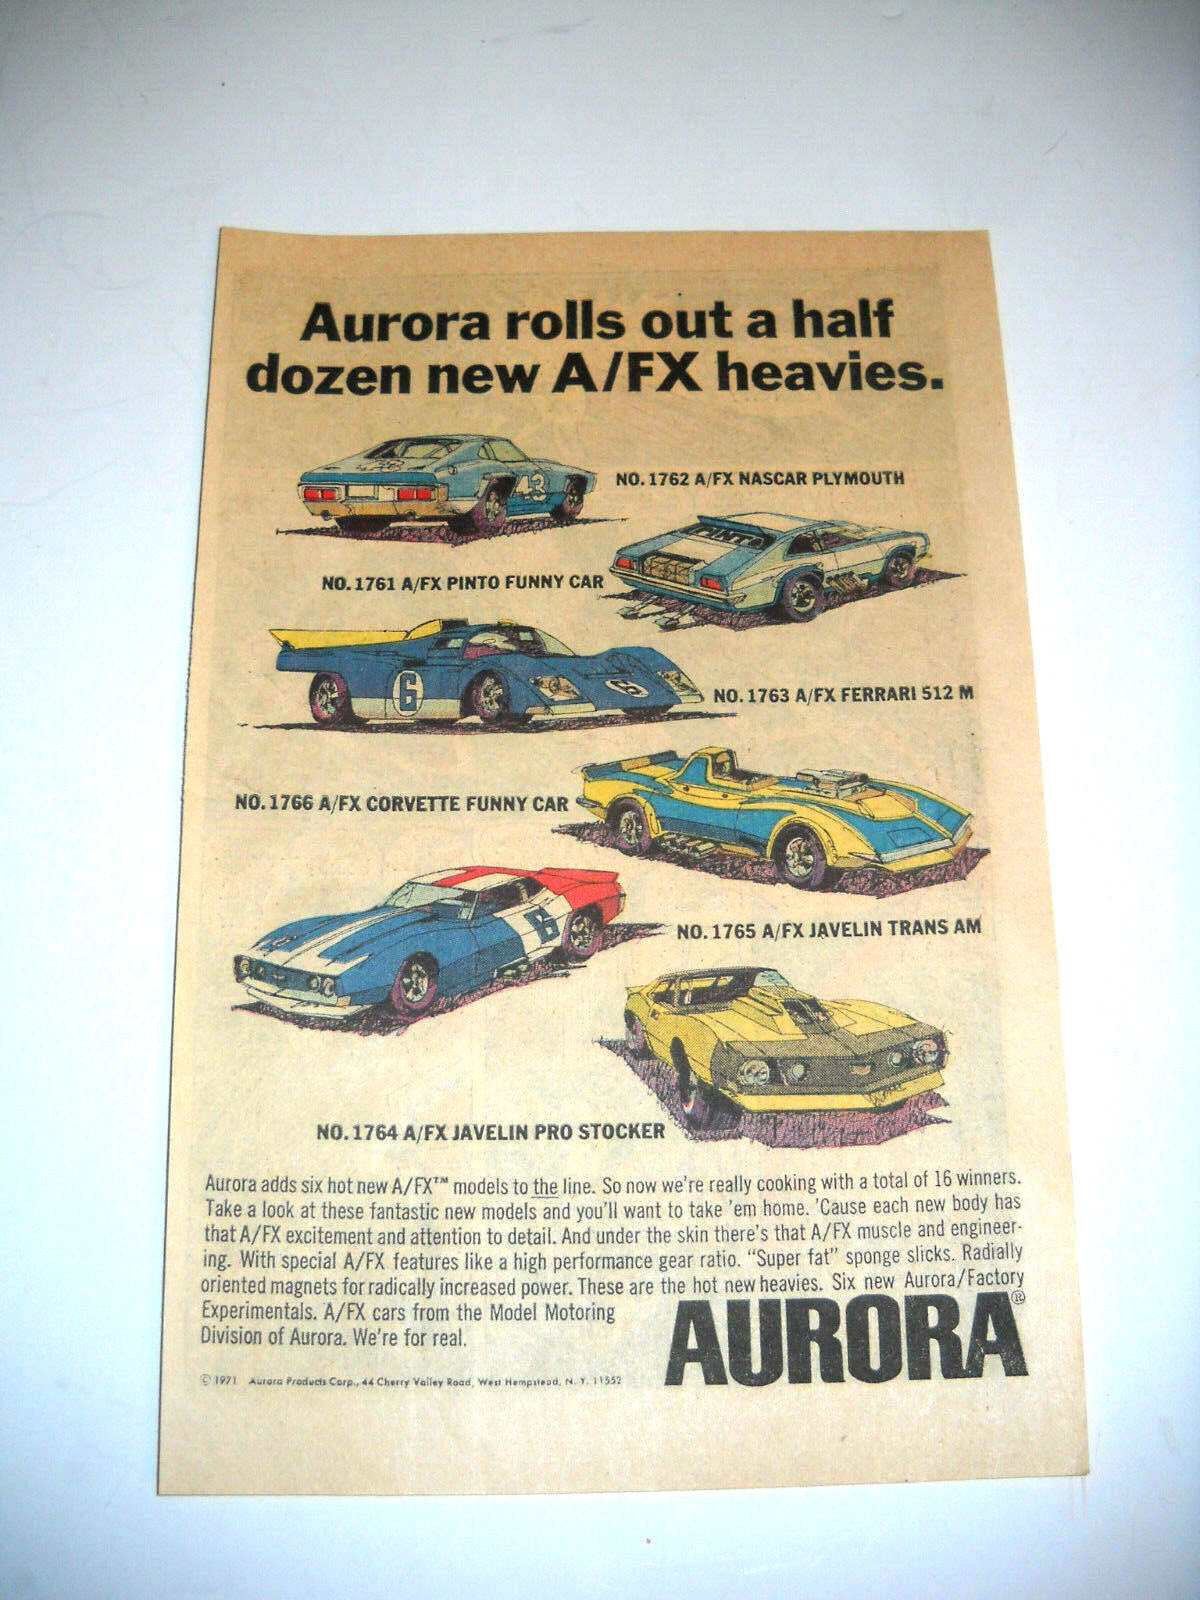 Aurora rolls out a half
dozen new A/FX heavies.
43
43
NO. 1762 A/FX NASCAR PLYMOUTH
PINTO
NO. 1761 A/FX PINTO FUNNY CAR
6
6
NO. 1763 A/FX FERRARI 512 M
NO. 1766 A/FX CORVETTE FUNNY CAR
6
NO. 1765 A/FX JAVELIN TRANS AM
NO. 1764 A/FX JAVELIN PRO STOCKER
Aurora adds six hot new A/FX™ models to the line. So now we're really cooking with a total of 16 winners.
Take a look at these fantastic new models and you'll want to take 'em home. 'Cause each new body has
that A/FX excitement and attention to detail. And under the skin there's that A/FX muscle and engineer-
ing. With special A/FX features like a high performance gear ratio. "Super fat" sponge slicks. Radially
oriented magnets for radically increased power. These are the hot new heavies. Six new Aurora/Factory
Experimentals. A/FX cars from the Model Motoring
Division of Aurora. We're for real.
AURORA®
© 1971 Aurora Products Corp., 44 Cherry Valley Road, West Hempstead, N. Y. 11552